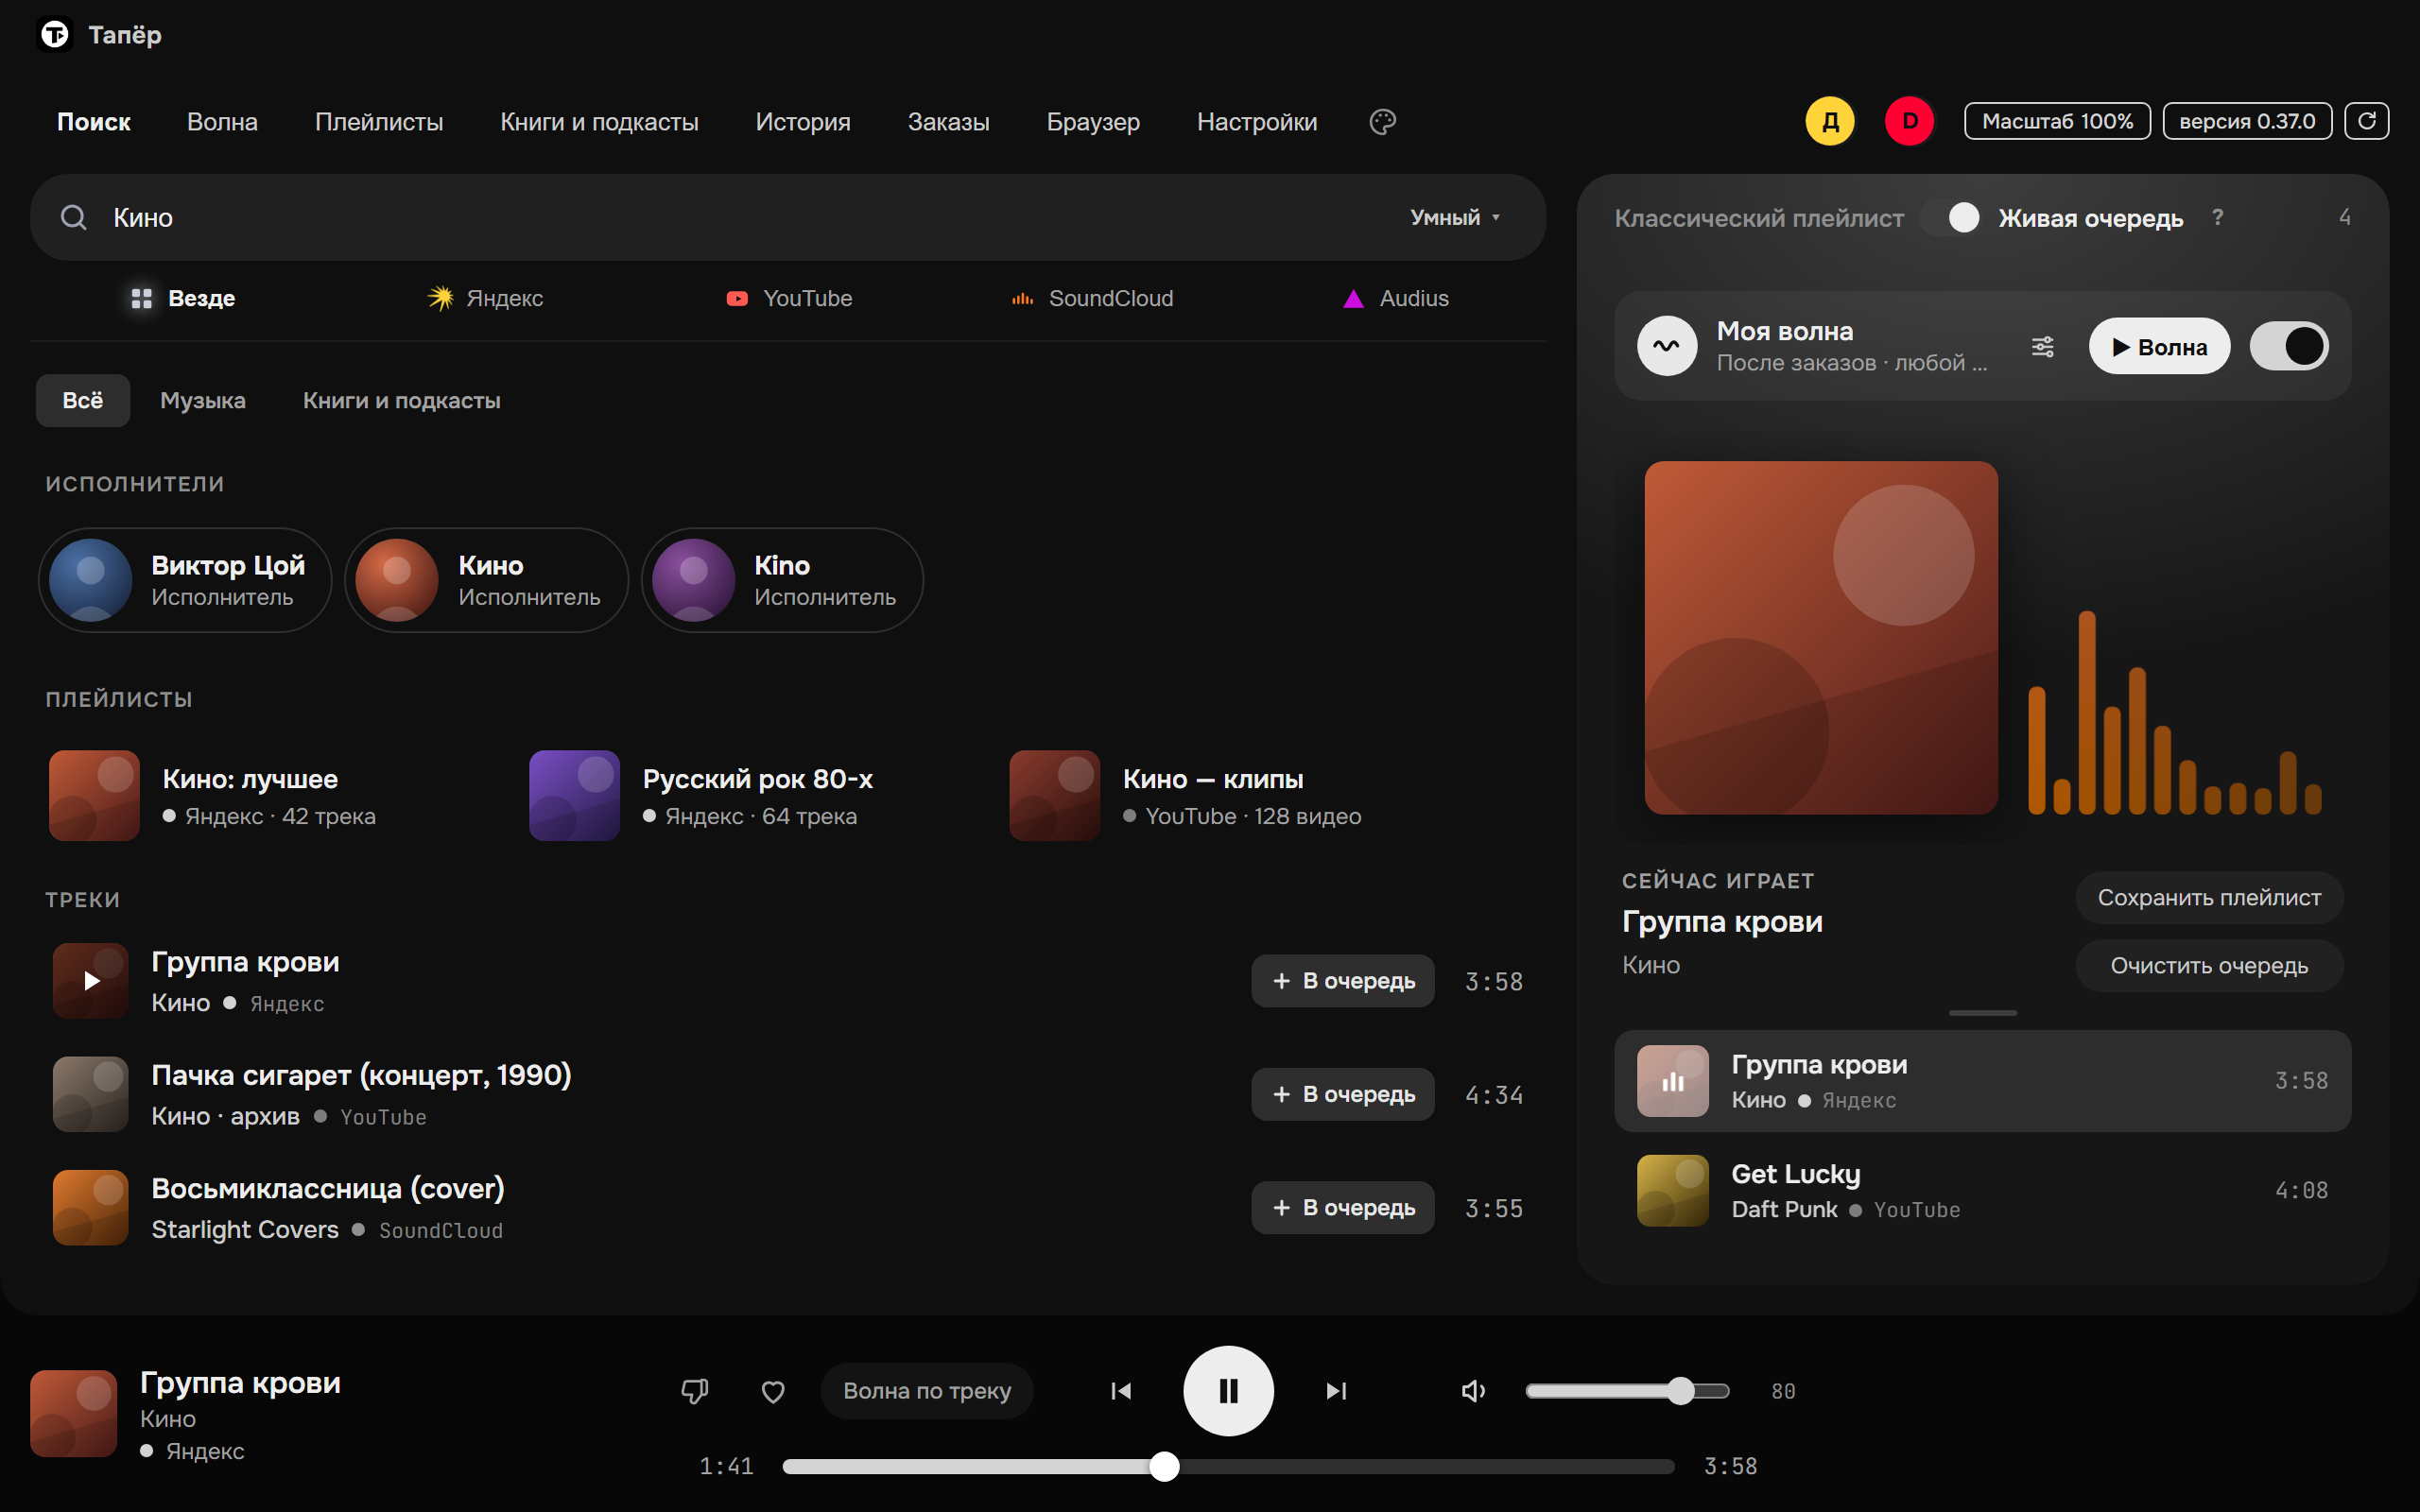 Тапёр
Поиск
Волна
Плейлисты
Книги и подкасты
История
Заказы
Браузер
Настройки
Д
D
Масштаб 100%
версия 0.37.0
Кино
Умный
Везде
Яндекс
YouTube
SoundCloud
Audius
Всё
Музыка
Книги и подкасты
ИСПОЛНИТЕЛИ
Виктор Цой
Исполнитель
Кино
Исполнитель
Kino
Исполнитель
ПЛЕЙЛИСТЫ
Кино: лучшее
Яндекс · 42 трека
Русский рок 80-х
Яндекс · 64 трека
Кино — клипы
YouTube · 128 видео
ТРЕКИ
Группа крови
Кино Яндекс
+ В очередь
3:58
Пачка сигарет (концерт, 1990)
Кино · архив YouTube
+ В очередь
4:34
Восьмиклассница (cover)
Starlight Covers SoundCloud
+ В очередь
3:55
Классический плейлист
Живая очередь
?
4
Моя волна
После заказов · любой ...
Волна
СЕЙЧАС ИГРАЕТ
Группа крови
Кино
Сохранить плейлист
Очистить очередь
Группа крови
Кино Яндекс
3:58
Get Lucky
Daft Punk YouTube
4:08
Группа крови
Кино
Яндекс
Волна по треку
80
1:41
3:58